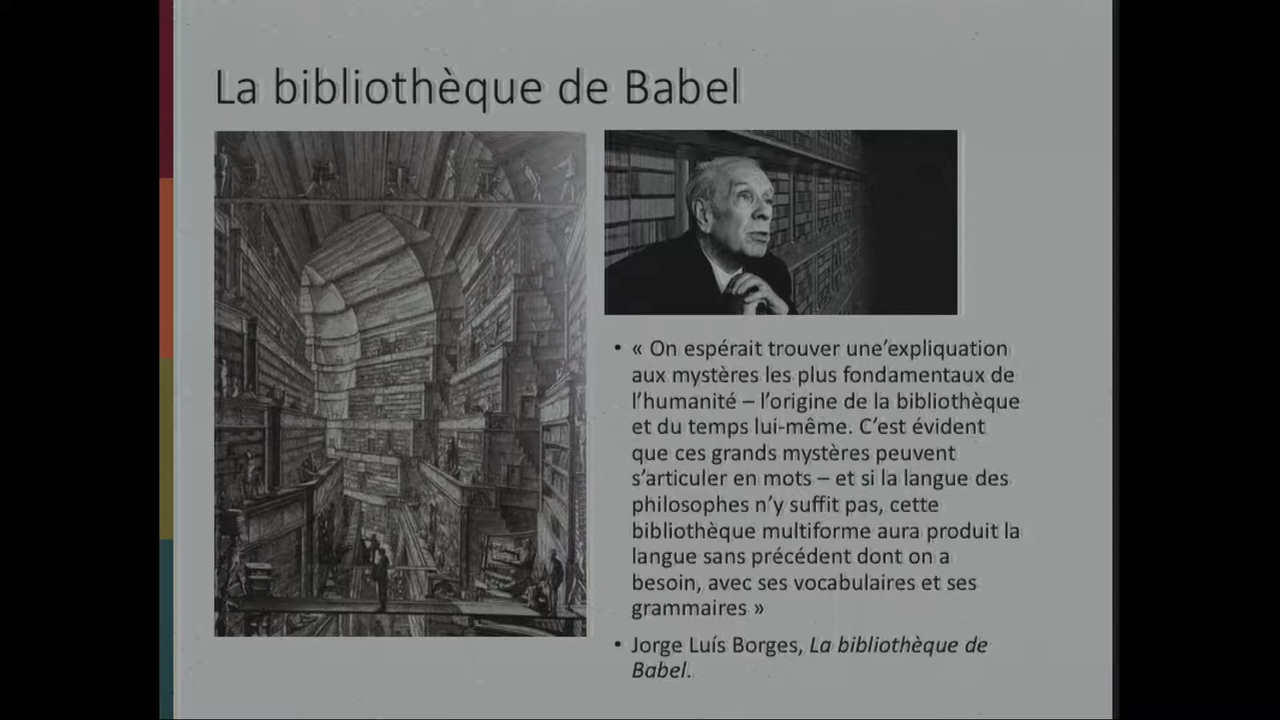 La bibliothèque de Babel
• « On espérait trouver une’expliquation
aux mystères les plus fondamentaux de
l’humanité – l’origine de la bibliothèque
et du temps lui-même. C’est évident
que ces grands mystères peuvent
s’articuler en mots – et si la langue des
philosophes n’y suffit pas, cette
bibliothèque multiforme aura produit la
langue sans précédent dont on a
besoin, avec ses vocabulaires et ses
grammaires »
• Jorge Luís Borges, La bibliothèque de
Babel.